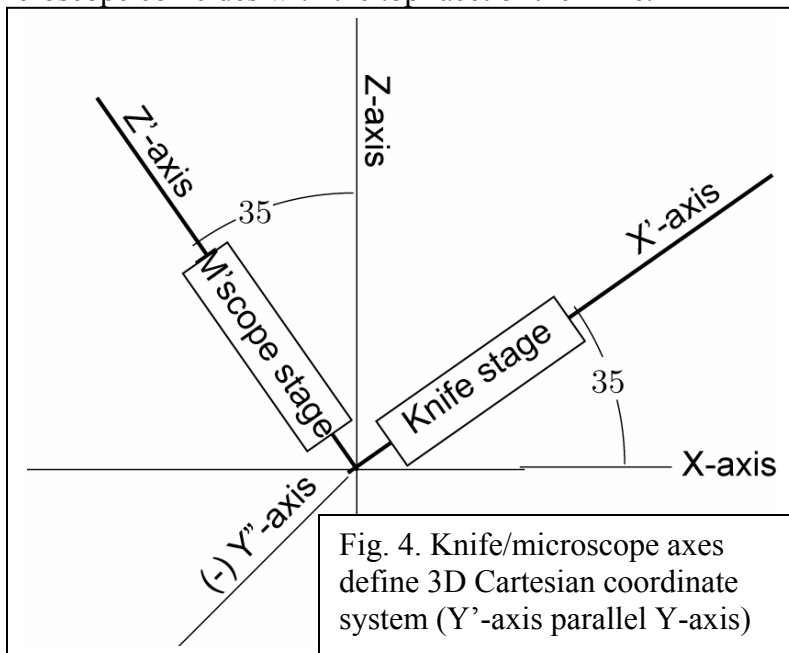 Z-axis
Z'-axis
35
M'scope stage
X'-axis
Knife stage
35
X-axis
(-) Y"-axis
Fig. 4. Knife/microscope axes
define 3D Cartesian coordinate
system (Y'-axis parallel Y-axis)